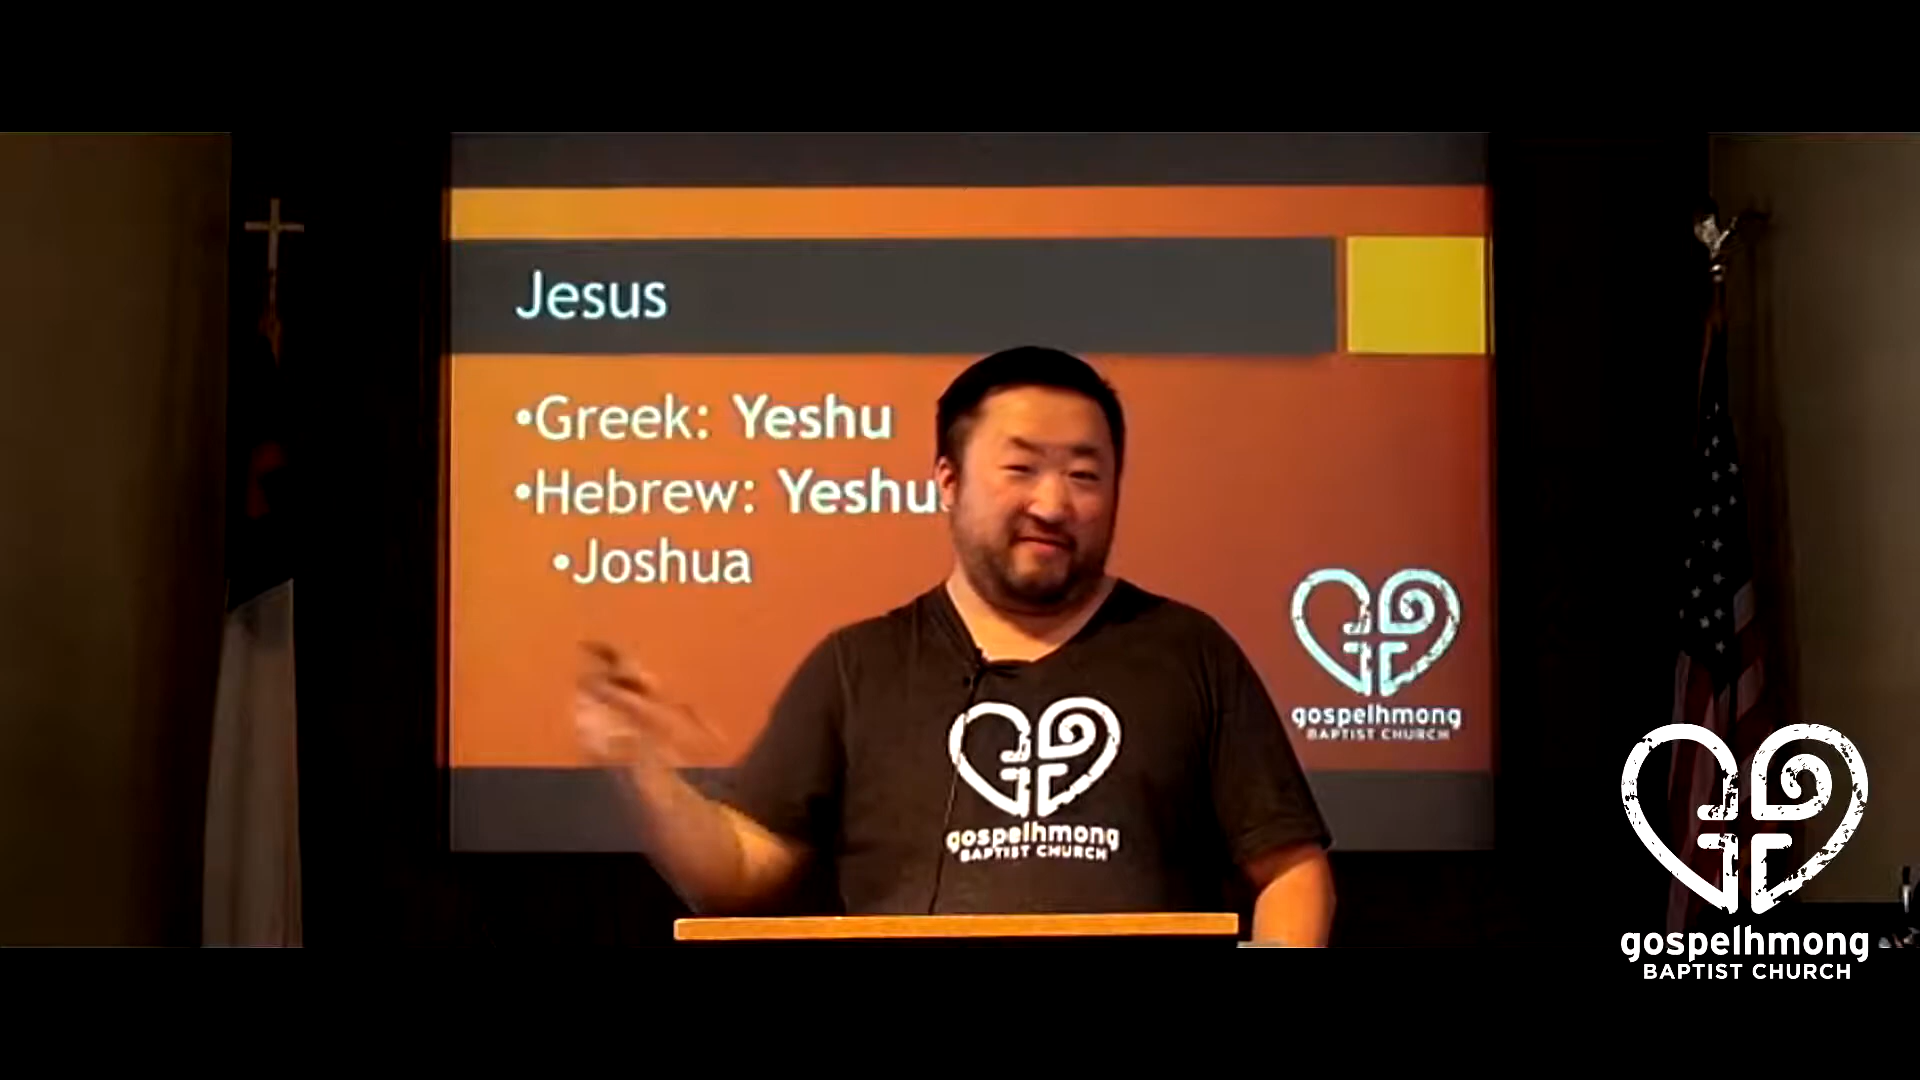 Jesus
•Greek: Yeshu
•Hebrew: Yeshu
•Joshua
gospelhmong
BAPTIST CHURCH
gospelhmong
BAPTIST CHURCH
gospelhmong
BAPTIST CHURCH